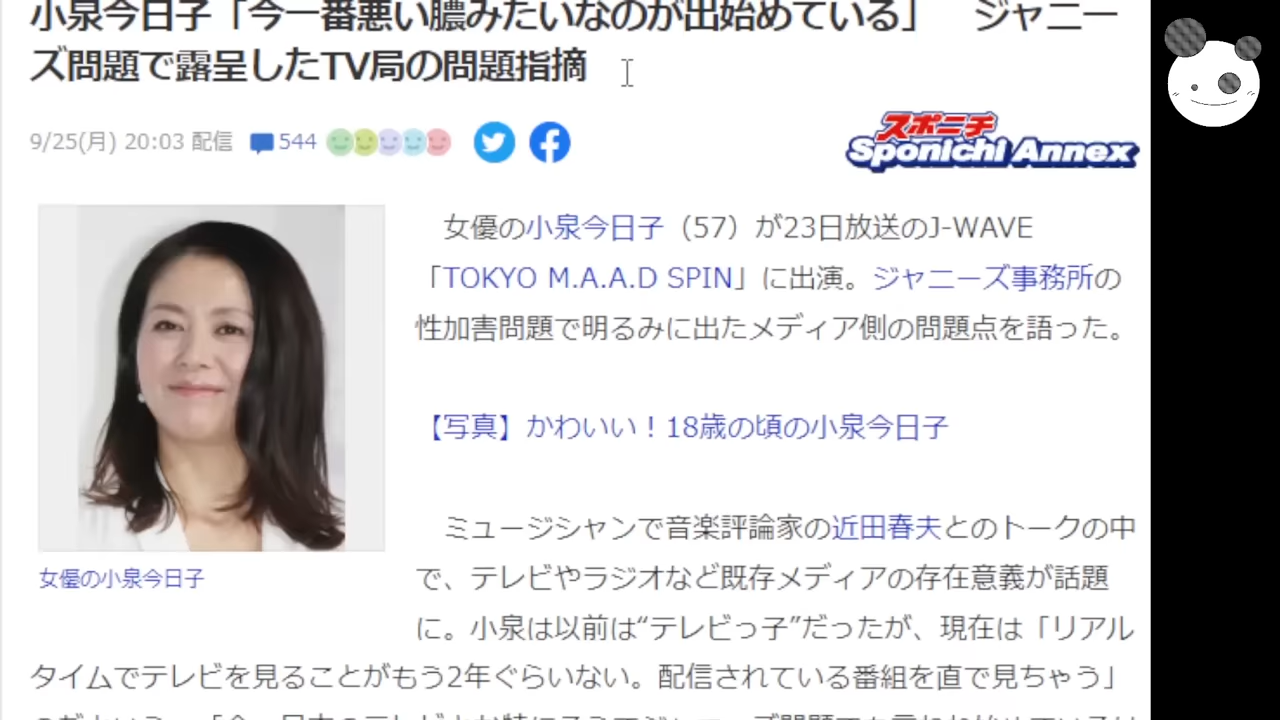 小泉今日子「今一番悪い膿みたいなのが出始めている」　ジャニー
ズ問題で露呈したTV局の問題指摘
9/25(月) 20:03 配信
544
スポニチ
Sponichi Annex
女優の小泉今日子（57）が23日放送のJ-WAVE
「TOKYO M.A.A.D SPIN」に出演。ジャニーズ事務所の
性加害問題で明るみに出たメディア側の問題点を語った。
【写真】かわいい！18歳の頃の小泉今日子
ミュージシャンで音楽評論家の近田春夫とのトークの中
で、テレビやラジオなど既存メディアの存在意義が話題
に。小泉は以前は“テレビっ子”だったが、現在は「リアル
タイムでテレビを見ることがもう2年ぐらいない。配信されている番組を直で見ちゃう」
女優の小泉今日子